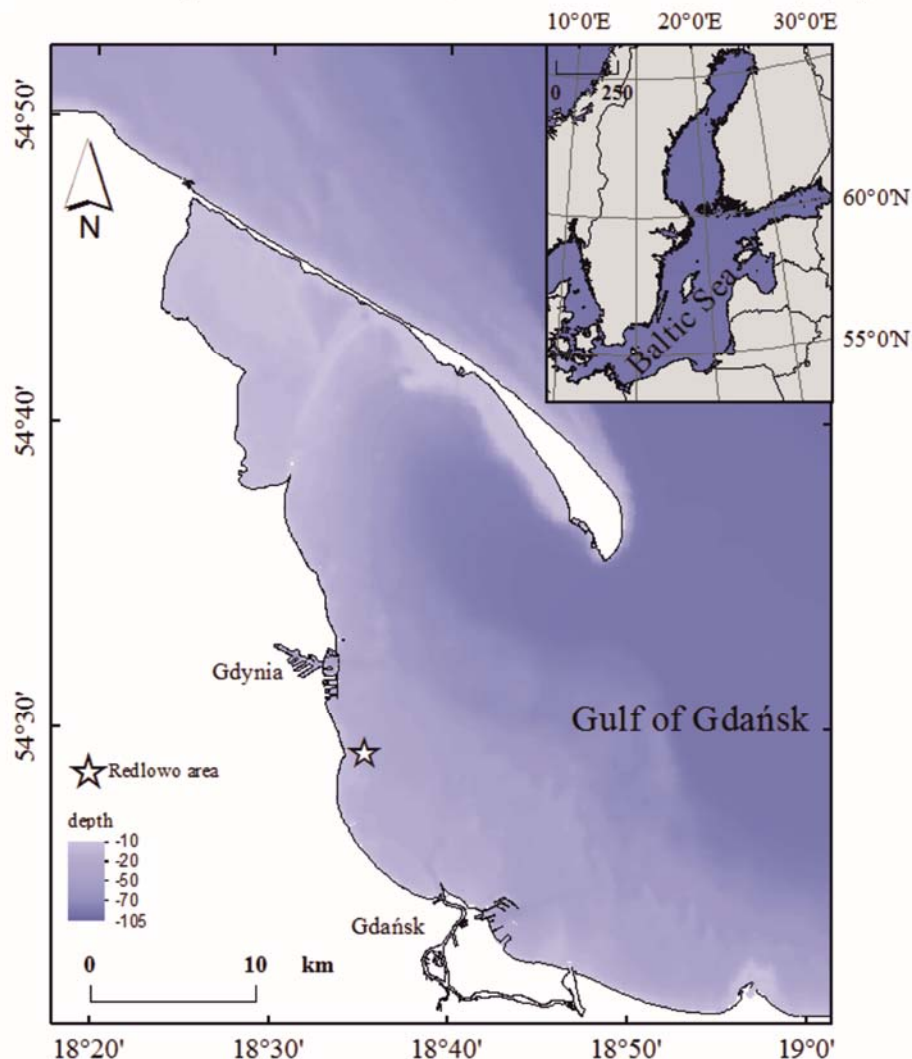 10°0'E 20°0'E 30°0'E
0 250
60°0'N
55°0'N
Baltic Sea
54°50'
N
54°40'
54°30'
Gdynia
Gulf of Gdańsk
Redlowo area
depth
-10
-20
-50
-70
-105
Gdańsk
0 10 km
18°20' 18°30' 18°40' 18°50' 19°01'